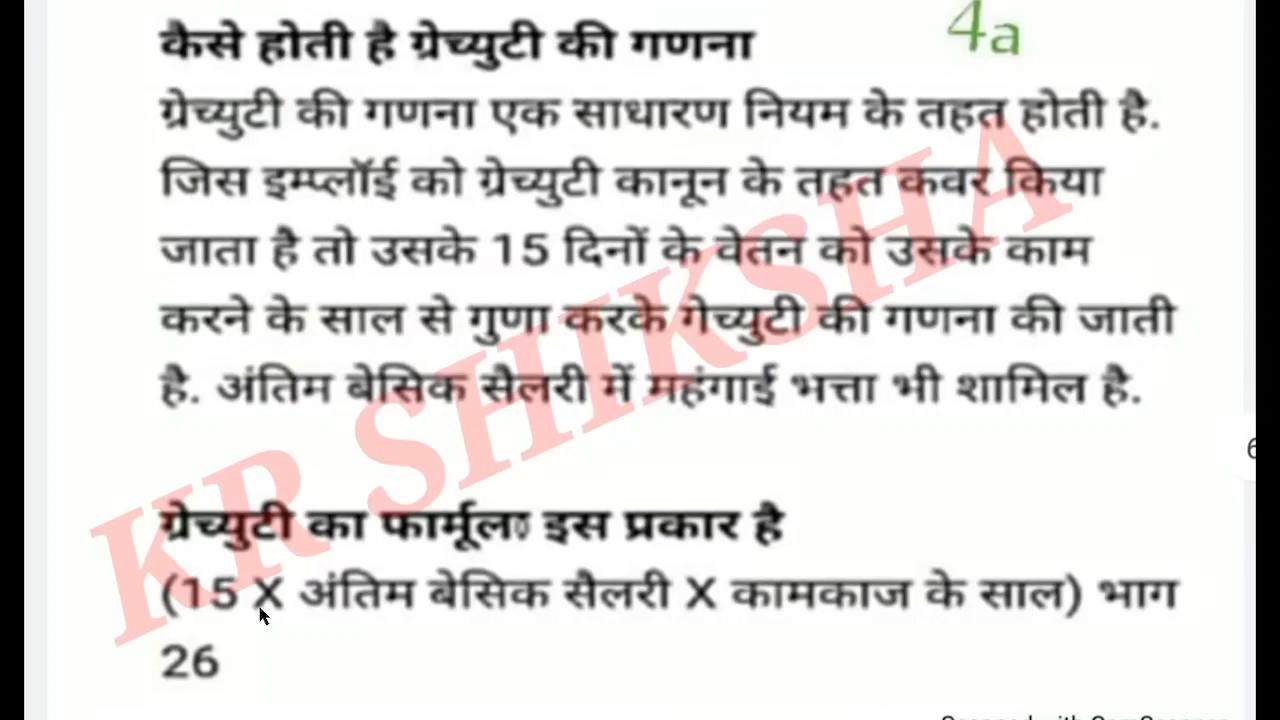 4a
कैसे होती है ग्रेच्युटी की गणना
ग्रेच्युटी की गणना एक साधारण नियम के तहत होती है.
जिस इम्प्लॉई को ग्रेच्युटी कानून के तहत कवर किया
जाता है तो उसके 15 दिनों के वेतन को उसके काम
करने के साल से गुणा करके गेच्युटी की गणना की जाती
है. अंतिम बेसिक सैलरी में महंगाई भत्ता भी शामिल है.
KR SHIKSHA
ग्रेच्युटी का फार्मूला इस प्रकार है
(15 X अंतिम बेसिक सैलरी X कामकाज के साल) भाग
26